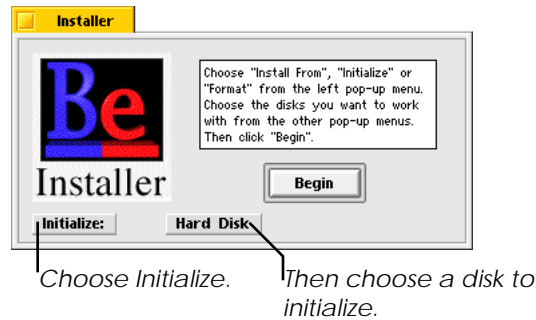 Installer
Be
Installer
Choose "Install From", "Initialize" or
"Format" from the left pop-up menu.
Choose the disks you want to work
with from the other pop-up menus.
Then click "Begin".
Begin
Initialize:
Hard Disk
Choose Initialize.
Then choose a disk to
initialize.